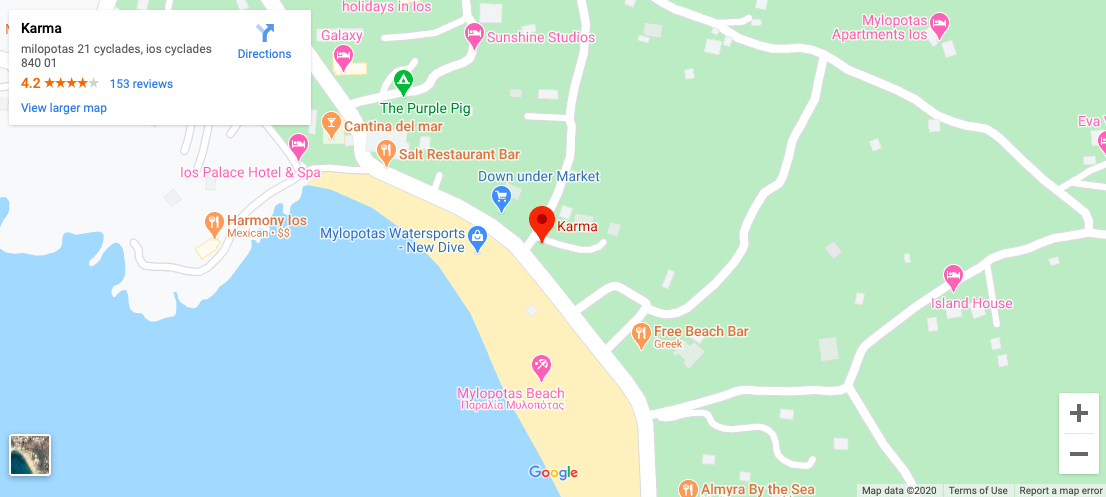 Karma
milopotas 21 cyclades, ios cyclades
840 01
4.2
153 reviews
View larger map
Directions
holidays in Ios
Galaxy
Sunshine Studios
Mylopotas
Apartments Ios
The Purple Pig
Cantina del mar
Salt Restaurant Bar
Ios Palace Hotel & Spa
Down under Market
Eva
Harmony Ios
Mexican • $$
Mylopotas Watersports
- New Dive
Karma
Island House
Free Beach Bar
Greek
Mylopotas Beach
Παραλία Μυλοπότας
Google
Almyra By the Sea
Map data ©2020
Terms of Use
Report a map error